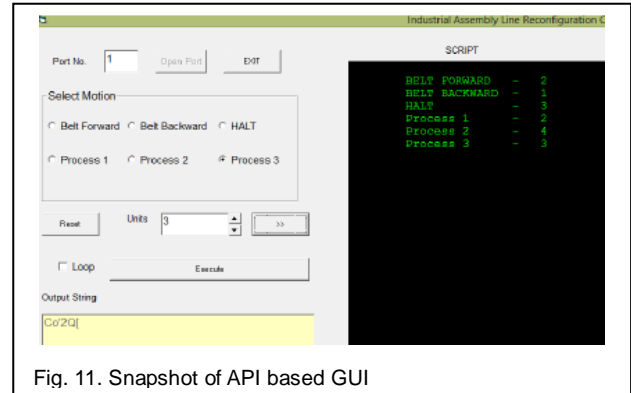 Industrial Assembly Line Reconfiguration
Port No. 1 Open Port EXIT
Select Motion
Belt Forward Belt Backward HALT
Process 1 Process 2 Process 3
Reset Units 3 >>
Loop Execute
Output String
Co'2Q[
SCRIPT
BELT FORWARD - 2
BELT BACKWARD - 1
HALT - 3
Process 1 - 2
Process 2 - 4
Process 3 - 3
Fig. 11. Snapshot of API based GUI